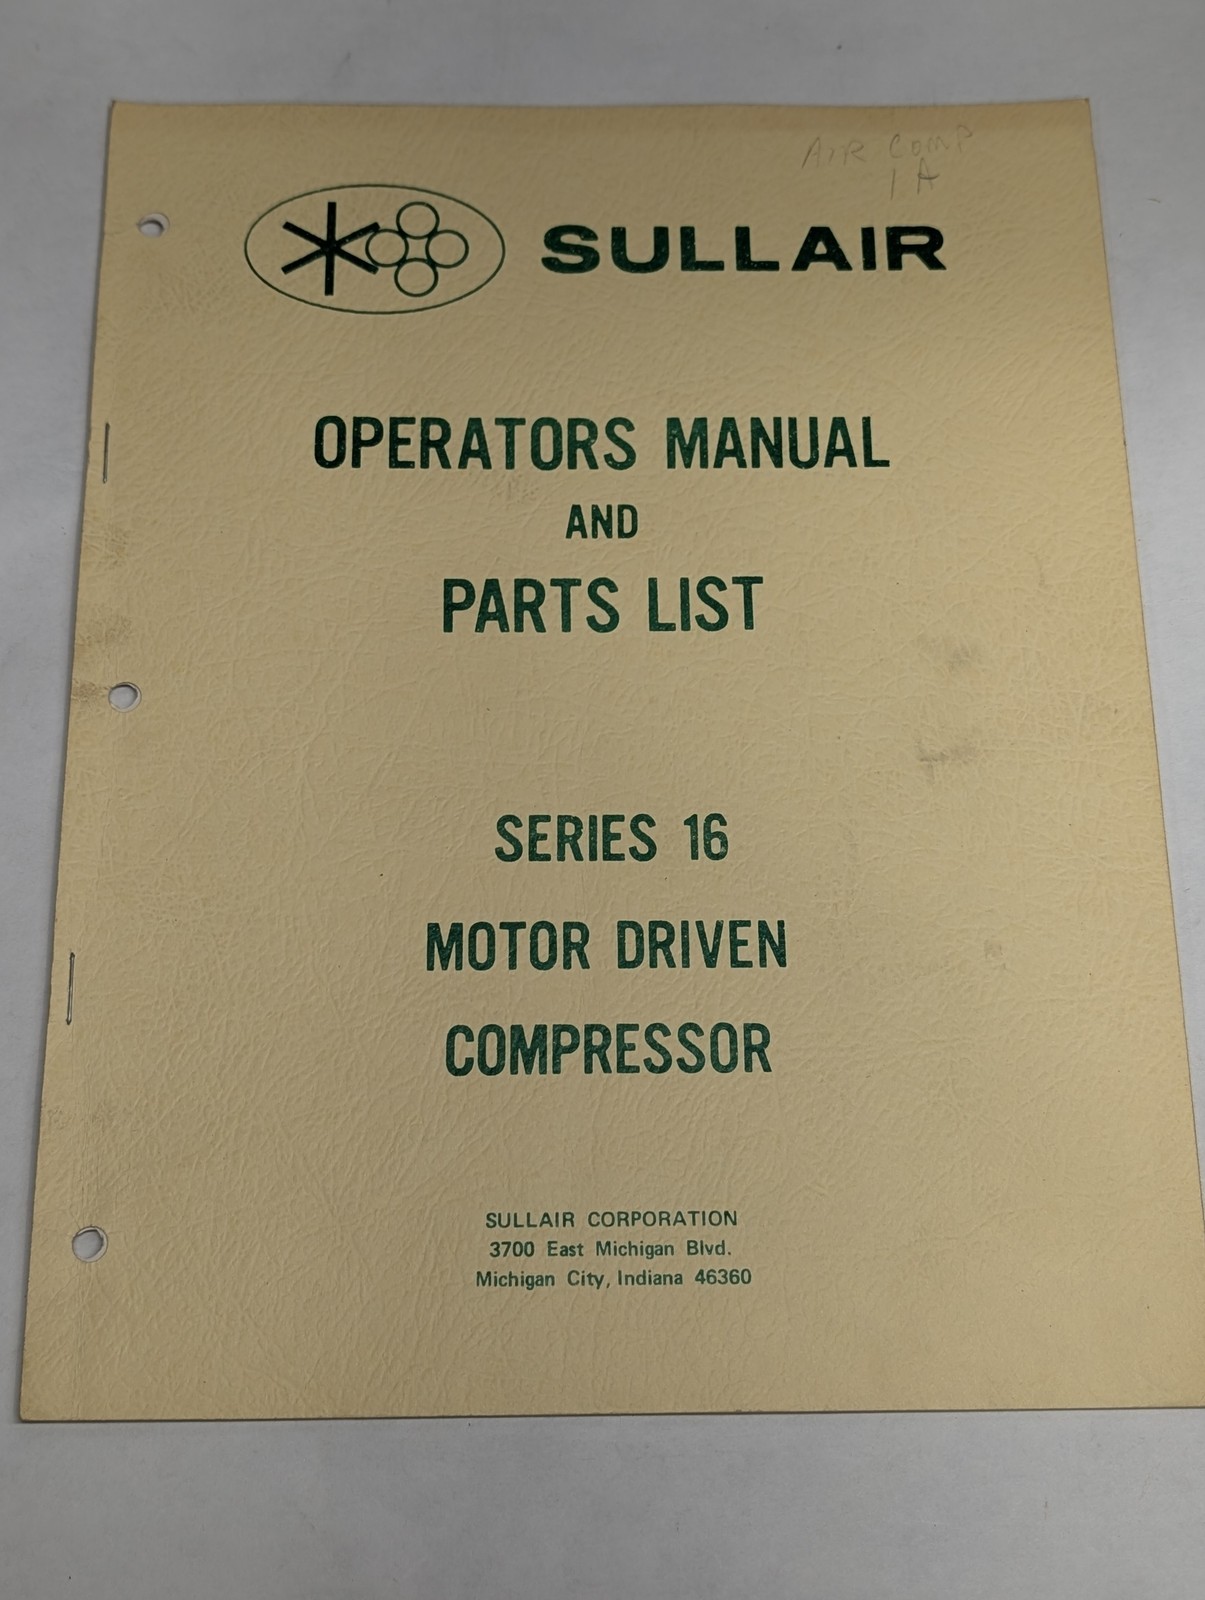 AIR COMP
1A
SULLAIR
OPERATORS MANUAL
AND
PARTS LIST
SERIES 16
MOTOR DRIVEN
COMPRESSOR
SULLAIR CORPORATION
3700 East Michigan Blvd.
Michigan City, Indiana 46360